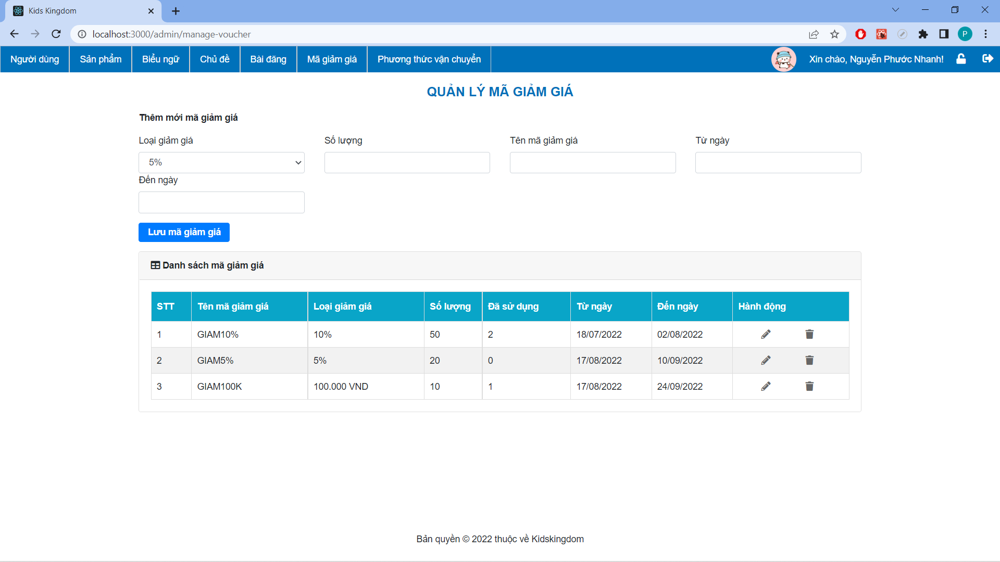 Kids Kingdom
localhost:3000/admin/manage-voucher
P
Người dùng Sản phẩm Biểu ngữ Chủ đề Bài đăng Mã giảm giá Phương thức vận chuyển Xin chào, Nguyễn Phước Nhanh!
QUẢN LÝ MÃ GIẢM GIÁ
Thêm mới mã giảm giá
Loại giảm giá Số lượng Tên mã giảm giá Từ ngày
5%
Đến ngày
Lưu mã giảm giá
Danh sách mã giảm giá
STT Tên mã giảm giá Loại giảm giá Số lượng Đã sử dụng Từ ngày Đến ngày Hành động
1 GIAM10% 10% 50 2 18/07/2022 02/08/2022
2 GIAM5% 5% 20 0 17/08/2022 10/09/2022
3 GIAM100K 100.000 VND 10 1 17/08/2022 24/09/2022
Bản quyền © 2022 thuộc về Kidskingdom